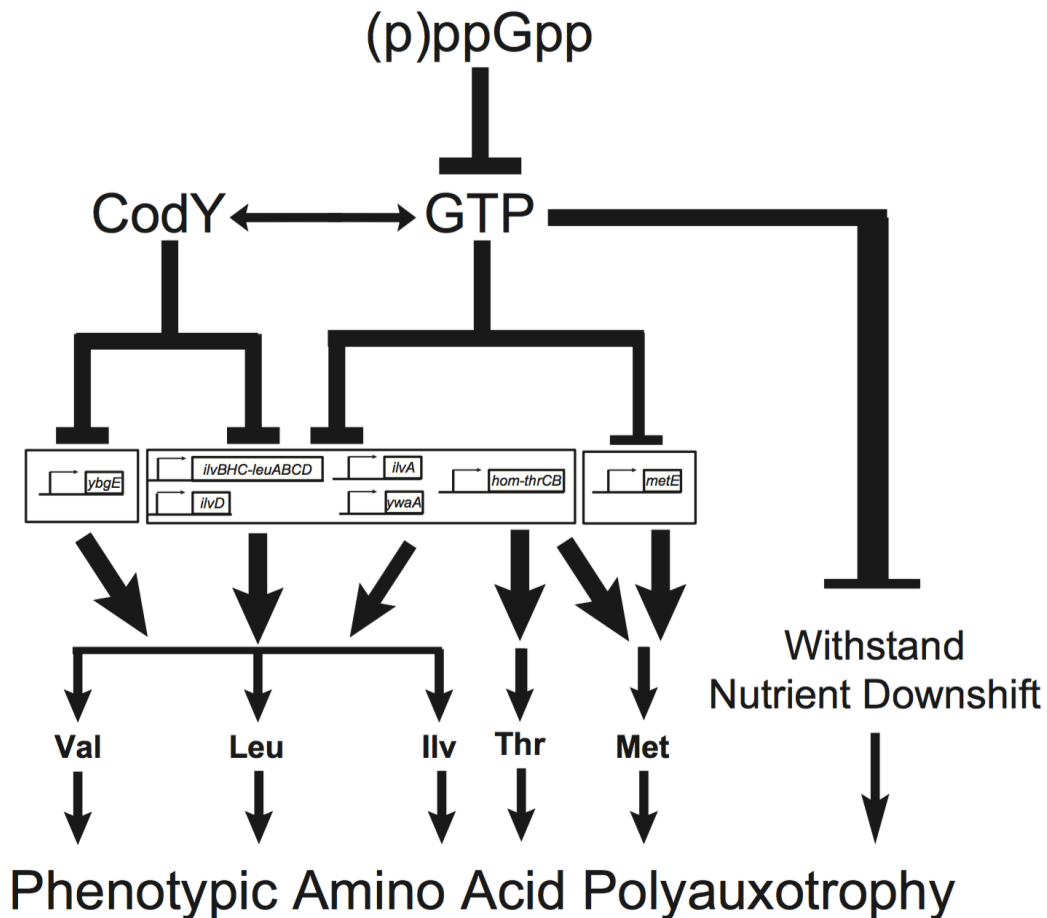 (p)ppGpp
CodY GTP
ybgE
ilvBHC-leuABCD
ilvD
ilvA
ywaA
hom-thrCB
metE
Withstand
Nutrient Downshift
Val Leu Ilv Thr Met
Phenotypic Amino Acid Polyauxotrophy